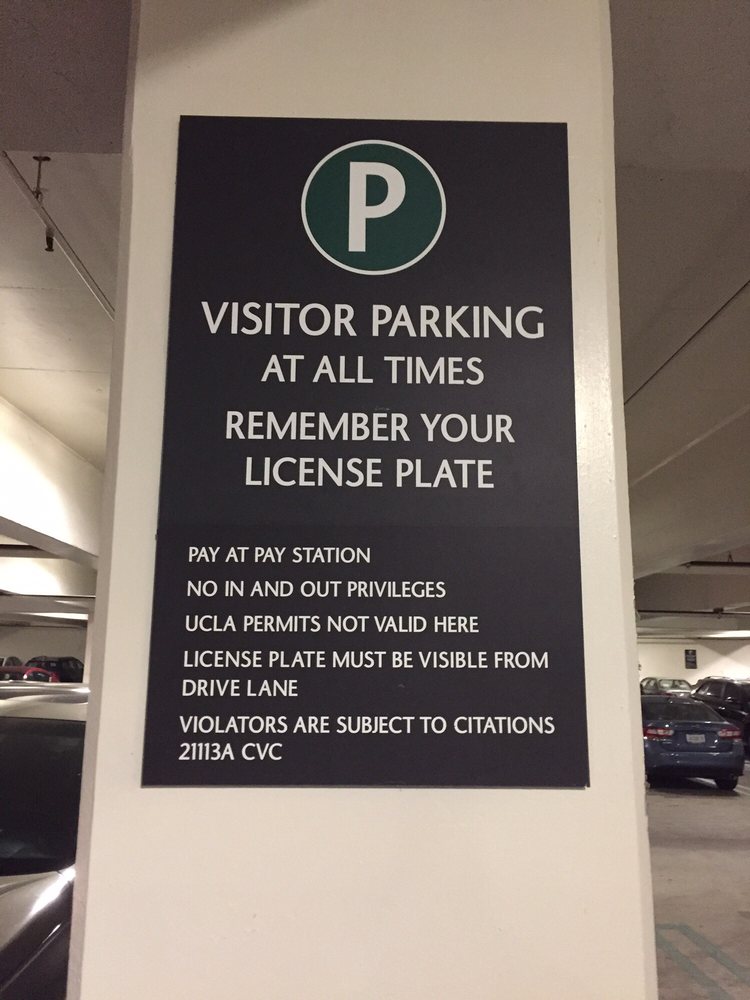 P
VISITOR PARKING
AT ALL TIMES
REMEMBER YOUR
LICENSE PLATE
PAY AT PAY STATION
NO IN AND OUT PRIVILEGES
UCLA PERMITS NOT VALID HERE
LICENSE PLATE MUST BE VISIBLE FROM
DRIVE LANE
VIOLATORS ARE SUBJECT TO CITATIONS
21113A CVC